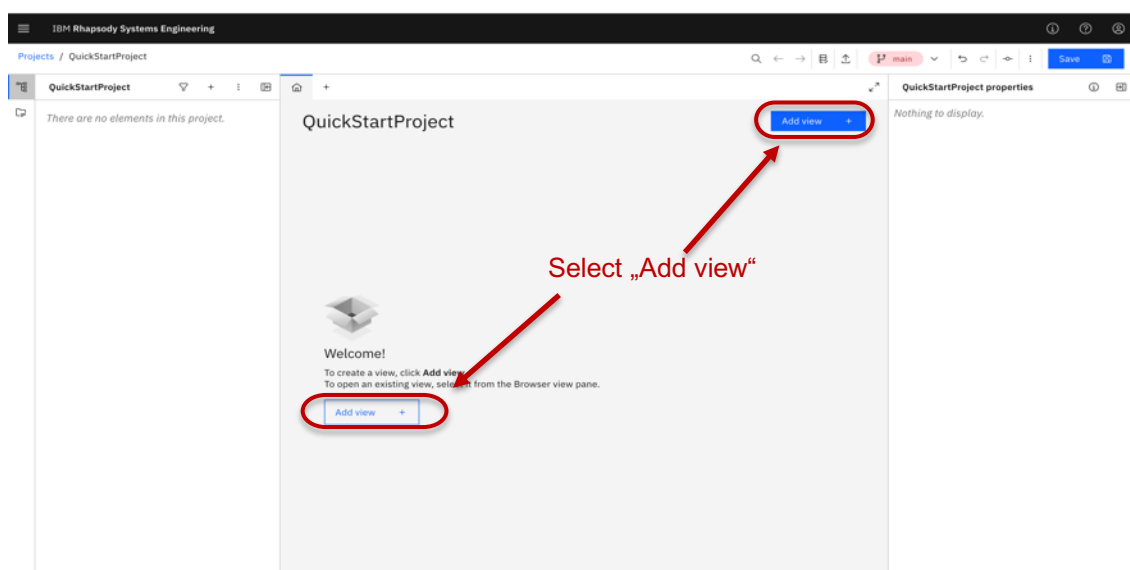 IBM Rhapsody Systems Engineering
Projects / QuickStartProject
main
Save
QuickStartProject
QuickStartProject properties
There are no elements in this project.
QuickStartProject
Add view +
Nothing to display.
Select „Add view“
Welcome!
To create a view, click Add view.
To open an existing view, select it from the Browser view pane.
Add view +